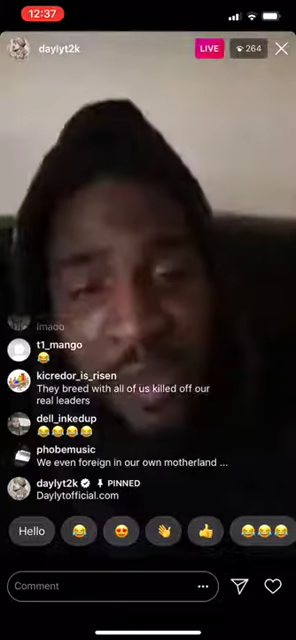 12:37
daylyt2k
LIVE
264
lmaoo
t1_mango
😂
kicredor_is_risen
They breed with all of us killed off our
real leaders
dell_inkedup
😂😂😂😂
phobemusic
We even foreign in our own motherland ...
daylyt2k
PINNED
Daylytofficial.com
Hello
😂
😍
👋
👍
😂😂😂
Comment